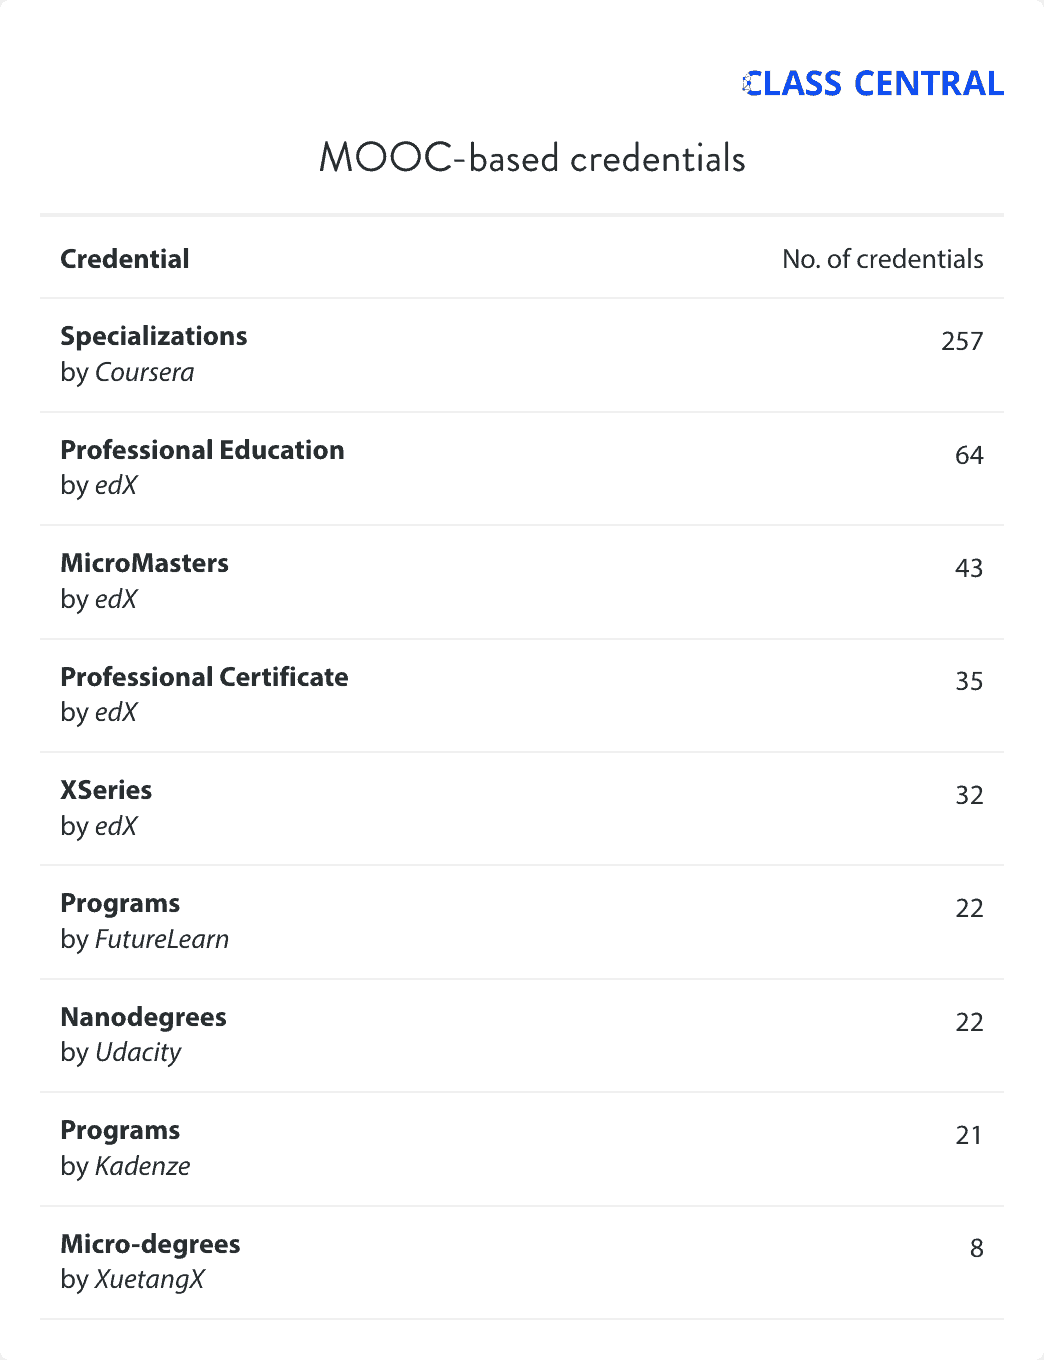 CLASS CENTRAL
MOOC-based credentials
Credential No. of credentials
Specializations 257
by Coursera
Professional Education 64
by edX
MicroMasters 43
by edX
Professional Certificate 35
by edX
XSeries 32
by edX
Programs 22
by FutureLearn
Nanodegrees 22
by Udacity
Programs 21
by Kadenze
Micro-degrees 8
by XuetangX